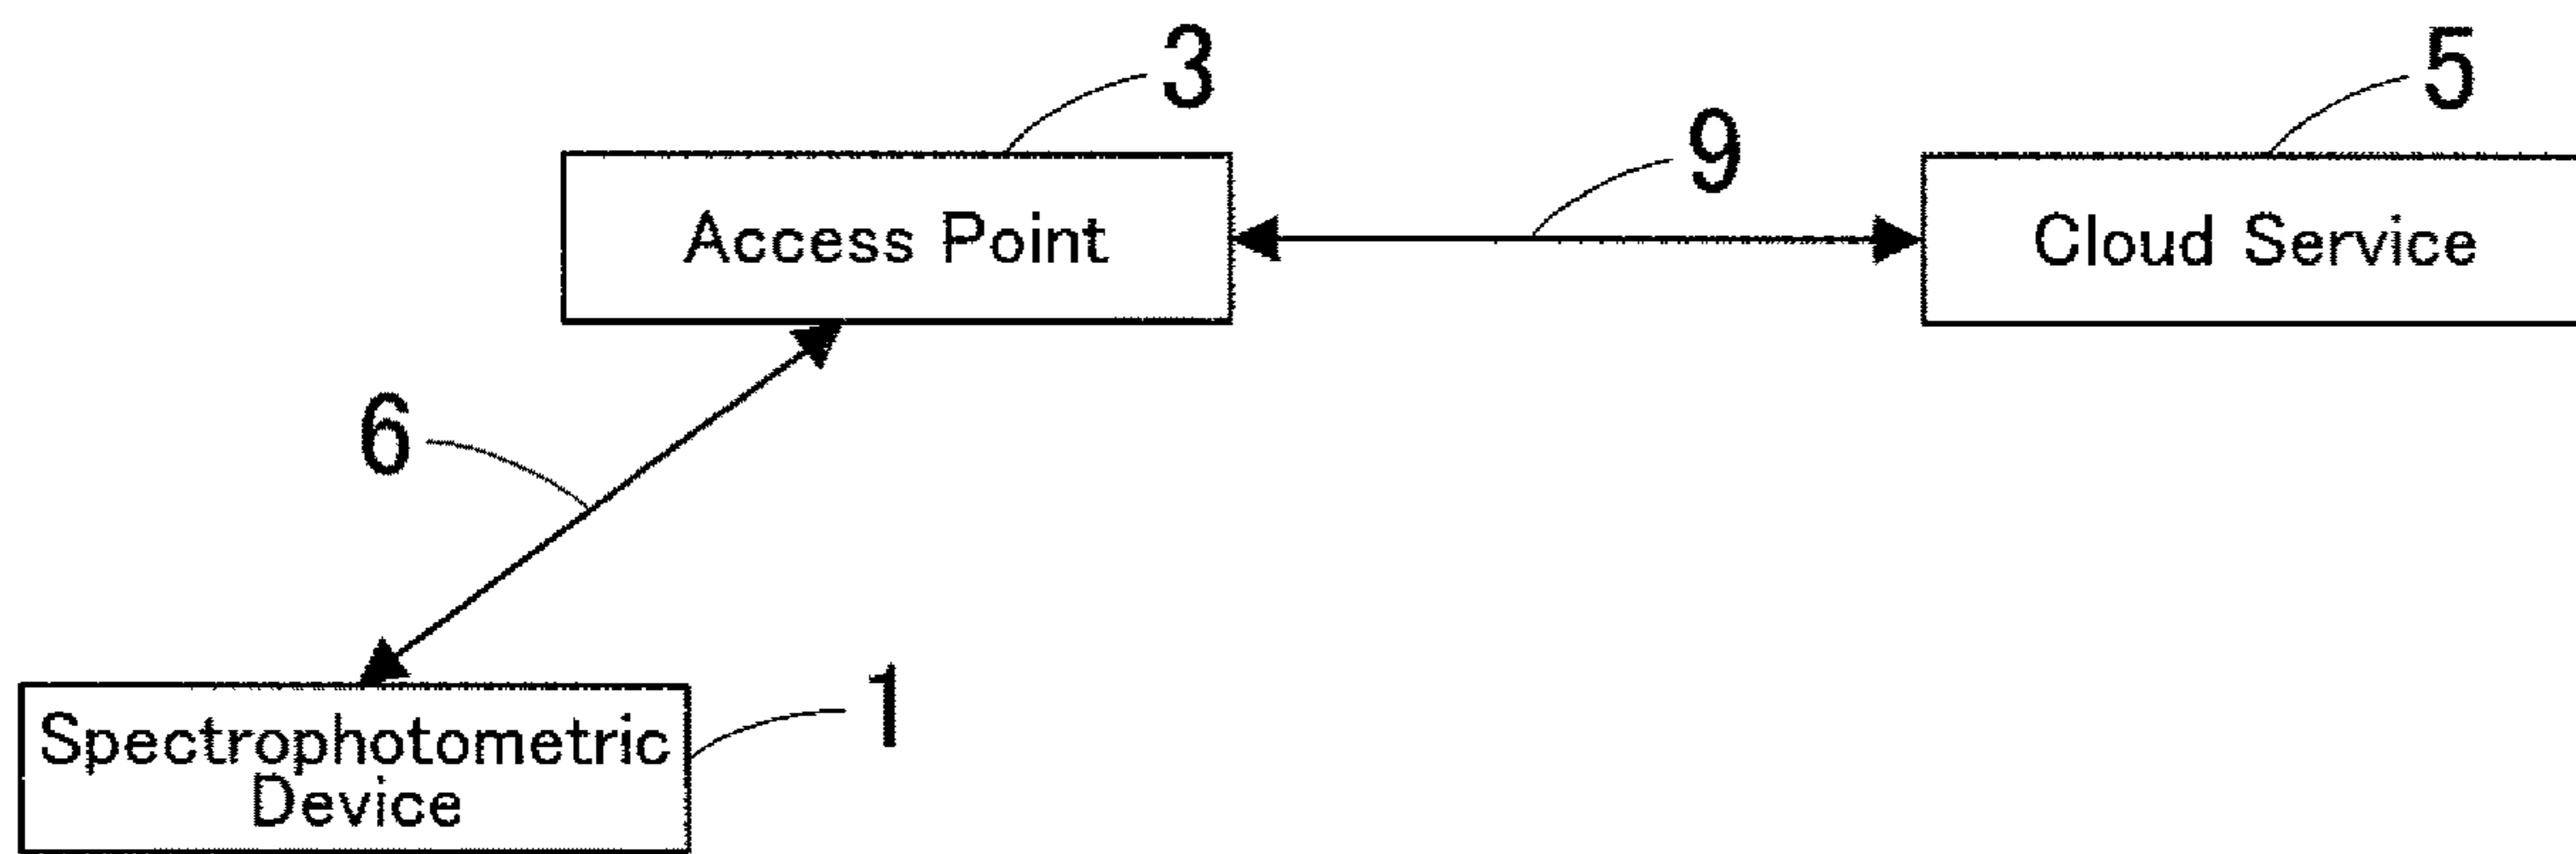 3
5
9
Access Point
Cloud Service
6
1
Spectrophotometric
Device